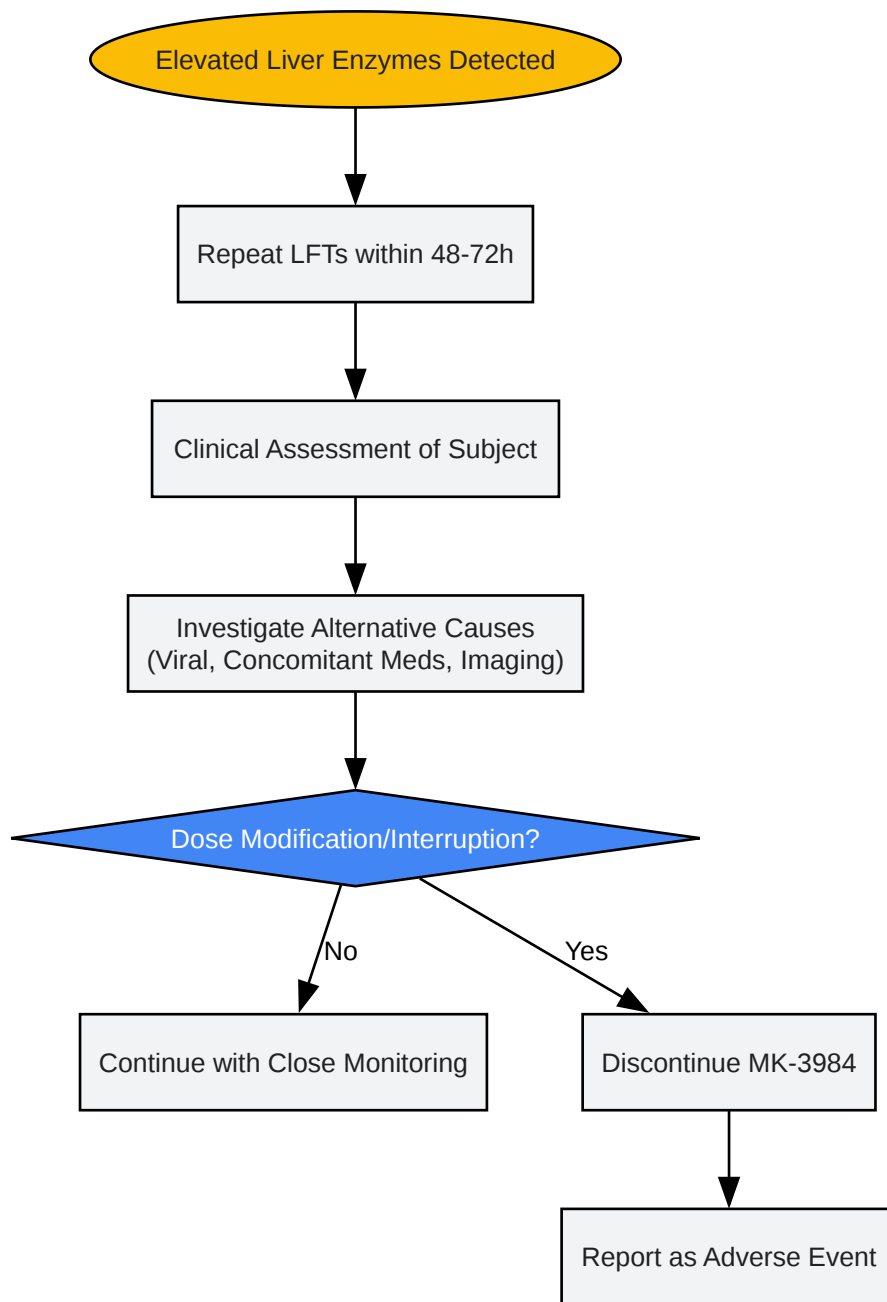 Elevated Liver Enzymes Detected
Repeat LFTs within 48-72h
Clinical Assessment of Subject
Investigate Alternative Causes
(Viral, Concomitant Meds, Imaging)
Dose Modification/Interruption?
No
Yes
Continue with Close Monitoring
Discontinue MK-3984
Report as Adverse Event